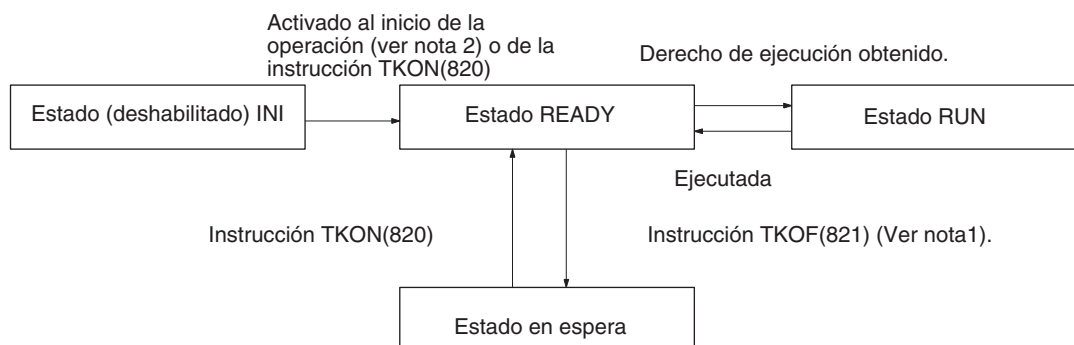 Activado al inicio de la
operación (ver nota 2) o de la
instrucción TKON(820)
Derecho de ejecución obtenido.
Estado (deshabilitado) INI
Estado READY
Estado RUN
Ejecutada
Instrucción TKON(820)
Instrucción TKOF(821) (Ver nota1).
Estado en espera